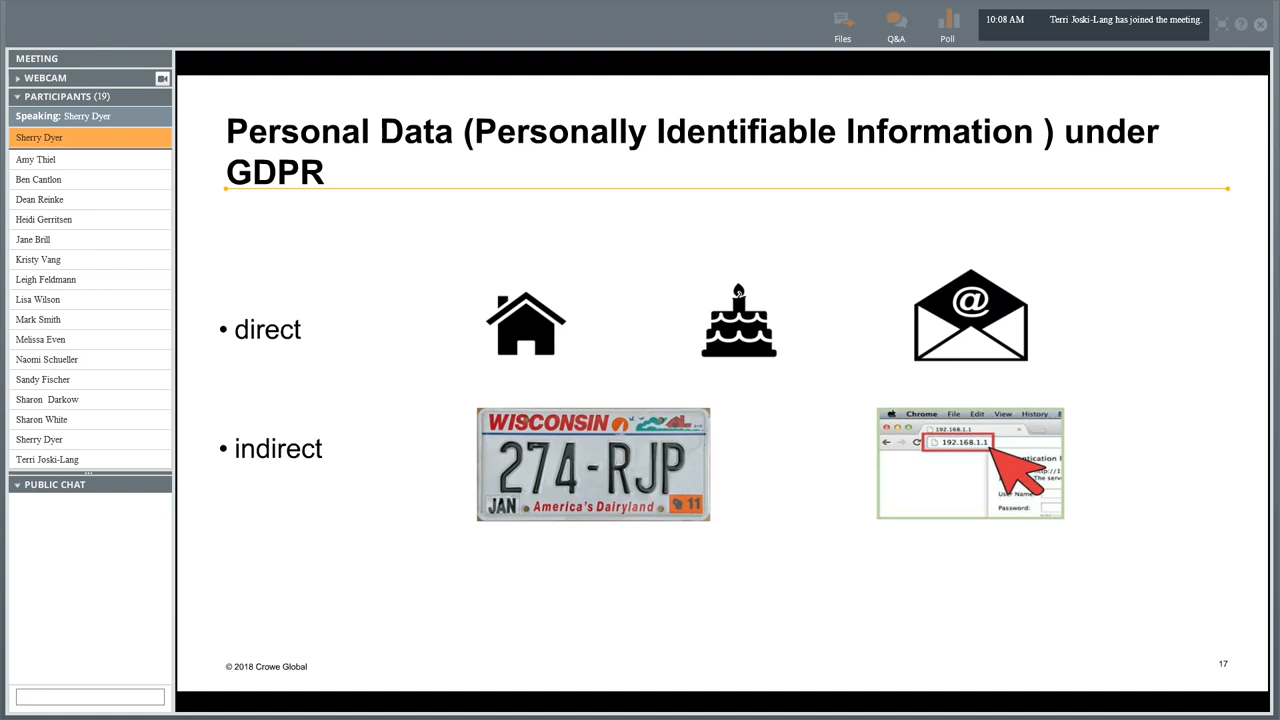 Files
Q&A
Poll
10:08 AM Terri Joski-Lang has joined the meeting.
MEETING
WEBCAM
PARTICIPANTS (19)
Speaking: Sherry Dyer
Sherry Dyer
Amy Thiel
Ben Cantlon
Dean Reinke
Heidi Gerritsen
Jane Brill
Kristy Vang
Leigh Feldmann
Lisa Wilson
Mark Smith
Melissa Even
Naomi Schueller
Sandy Fischer
Sharon Darkow
Sharon White
Sherry Dyer
Terri Joski-Lang
PUBLIC CHAT
Personal Data (Personally Identifiable Information ) under
GDPR
• direct
@
• indirect
WISCONSIN
274-RJP
JAN America's Dairyland 11
Chrome File Edit View History
192.168.1.1
192.168.1.1
User Name
Password:
© 2018 Crowe Global
17